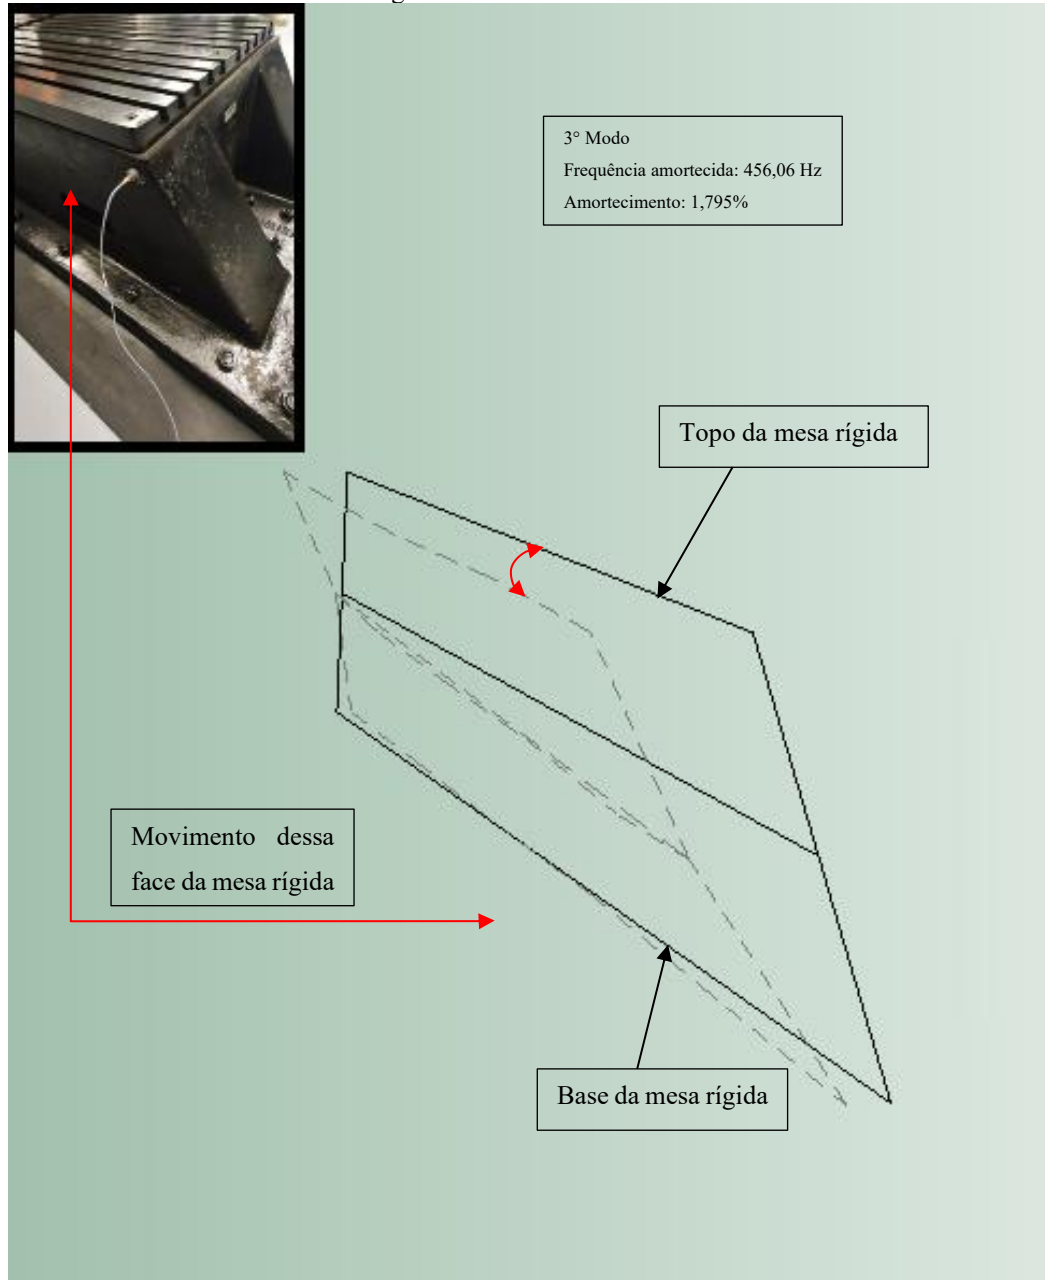 3° Modo
Frequência amortecida: 456,06 Hz
Amortecimento: 1,795%
Topo da mesa rígida
Movimento dessa
face da mesa rígida
Base da mesa rígida